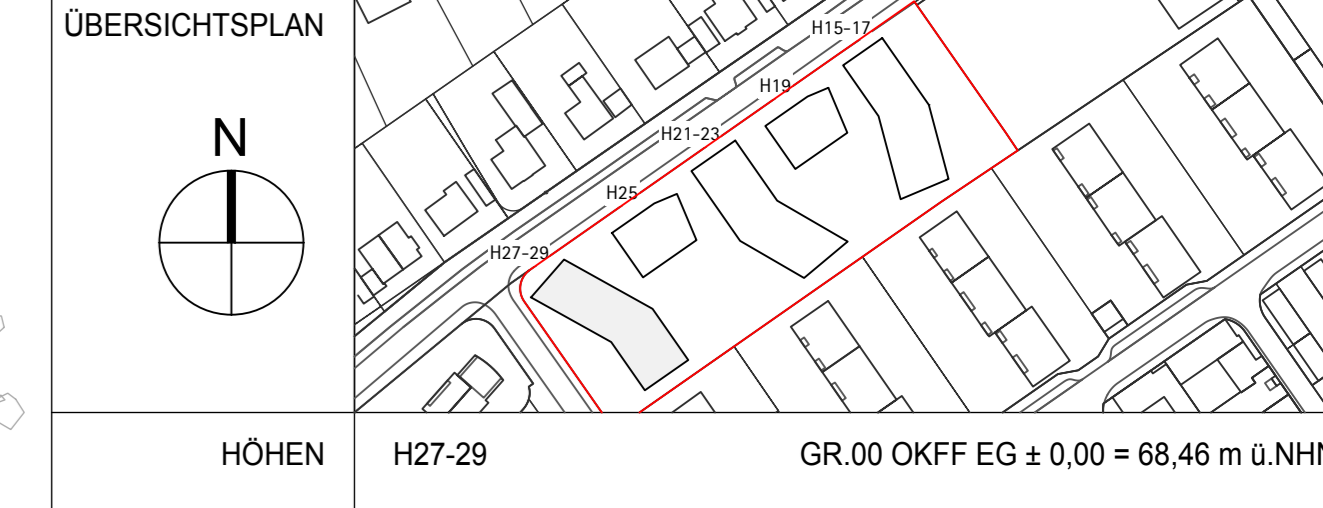 ÜBERSICHTSPLAN
N
H15-17
H19
H21-23
H25
H27-29
HÖHEN
H27-29
GR.00 OKFF EG ± 0,00 = 68,46 m ü.NHN